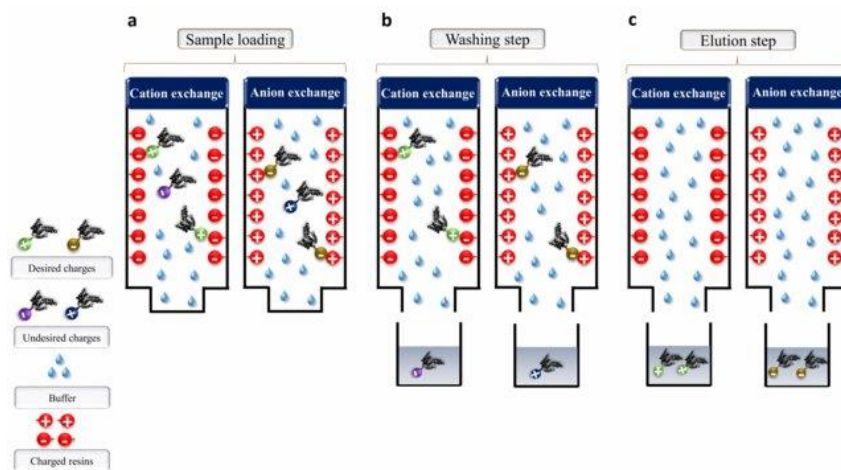 a
Sample loading
b
Washing step
c
Elution step
Cation exchange
Anion exchange
Cation exchange
Anion exchange
Cation exchange
Anion exchange
Desired charges
Undesired charges
Buffer
Charged resins